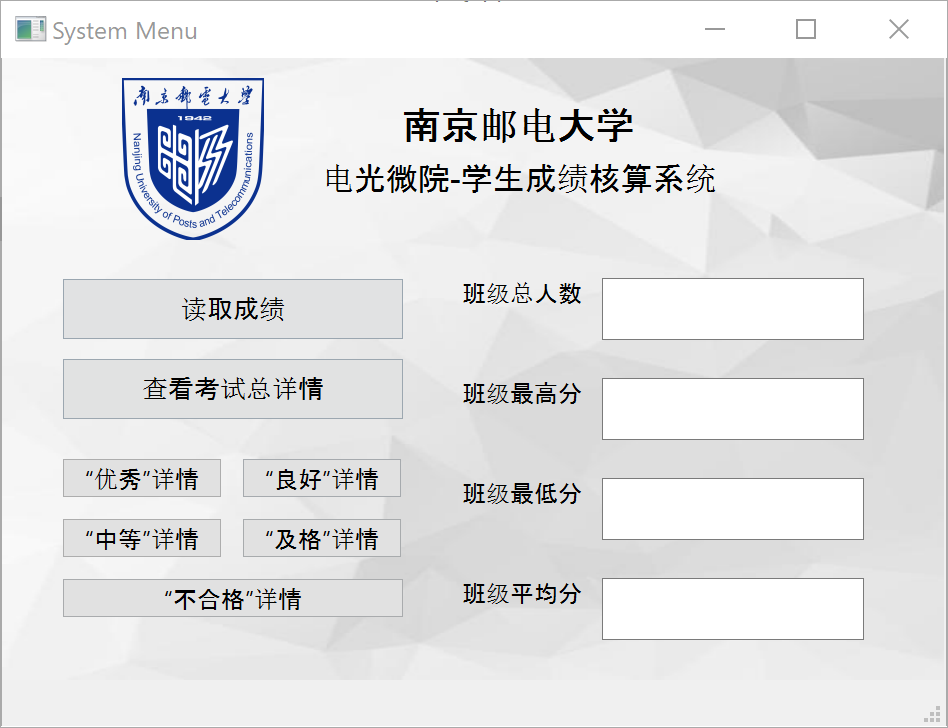 System Menu
南京邮电大学
1942
Nanjing University of Posts and Telecommunications
南京邮电大学
电光微院-学生成绩核算系统
读取成绩
查看考试总详情
“优秀”详情
“良好”详情
“中等”详情
“及格”详情
“不合格”详情
班级总人数
班级最高分
班级最低分
班级平均分